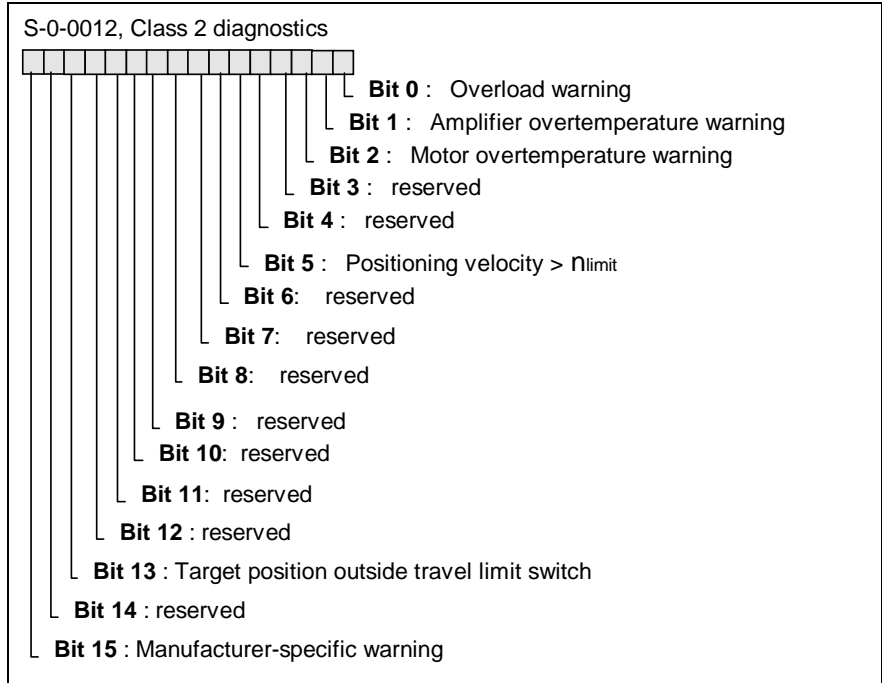 S-0-0012, Class 2 diagnostics
Bit 0 : Overload warning
Bit 1 : Amplifier overtemperature warning
Bit 2 : Motor overtemperature warning
Bit 3 : reserved
Bit 4 : reserved
Bit 5 : Positioning velocity > nlimit
Bit 6: reserved
Bit 7: reserved
Bit 8: reserved
Bit 9 : reserved
Bit 10: reserved
Bit 11: reserved
Bit 12 : reserved
Bit 13 : Target position outside travel limit switch
Bit 14 : reserved
Bit 15 : Manufacturer-specific warning